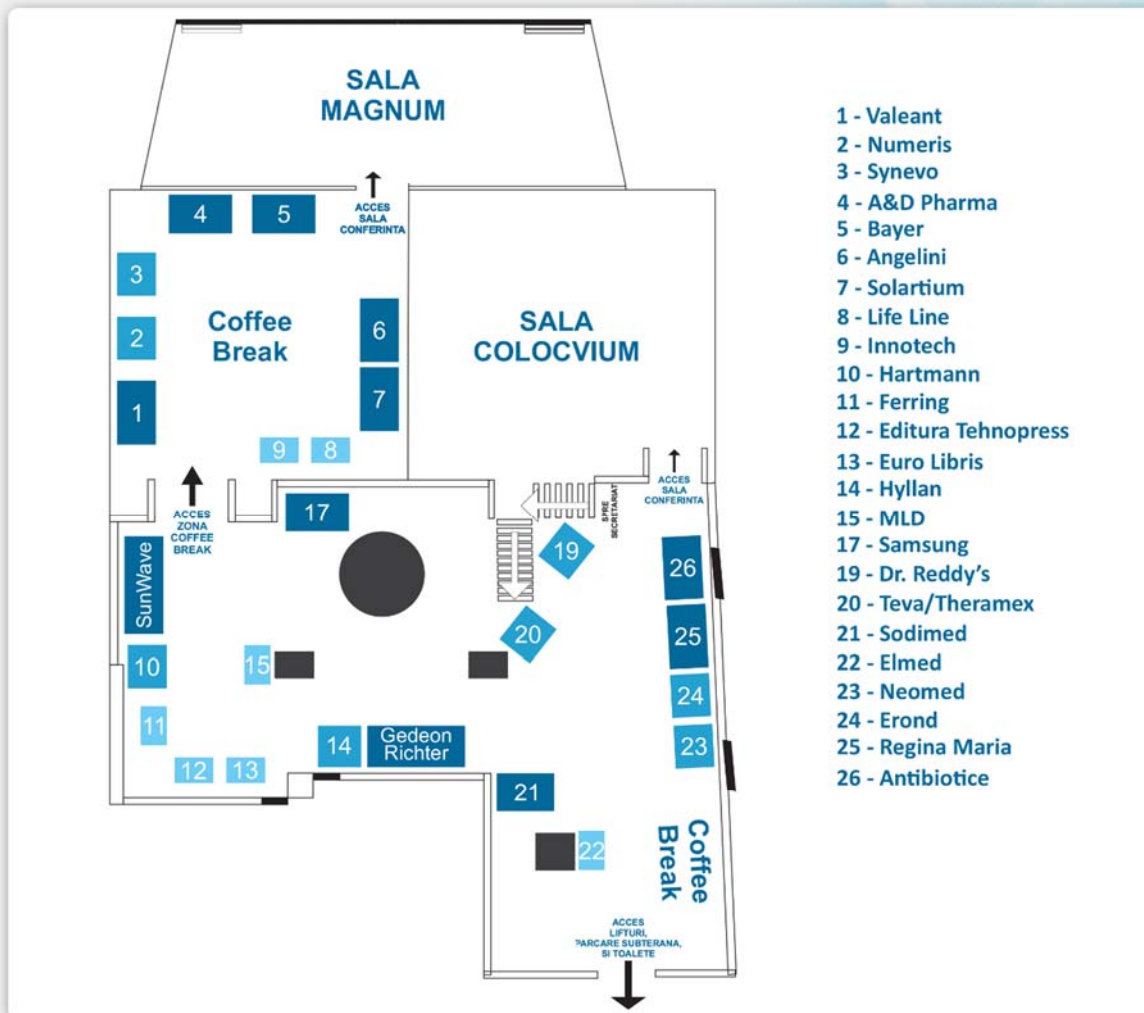 SALA
MAGNUM
4
5
ACCES
SALA
CONFERINTA
3
2
1
Coffee
Break
6
7
9
8
SALA
COLOCVIUM
ACCES
ZONA
COFFEE
BREAK
17
SPRE
SECRETARIAT
ACCES
SALA
CONFERINTA
19
20
SunWave
10
11
12
13
15
14
Gedeon
Richter
26
25
24
23
21
22
Coffee
Break
ACCES
LIFTURI,
PARCARE SUBTERANA,
SI TOALETE
1 - Valeant
2 - Numeris
3 - Synevo
4 - A&D Pharma
5 - Bayer
6 - Angelini
7 - Solartium
8 - Life Line
9 - Innotech
10 - Hartmann
11 - Ferring
12 - Editura Tehnopress
13 - Euro Libris
14 - Hyllan
15 - MLD
17 - Samsung
19 - Dr. Reddy's
20 - Teva/Theramex
21 - Sodimed
22 - Elmed
23 - Neomed
24 - Erond
25 - Regina Maria
26 - Antibiotice